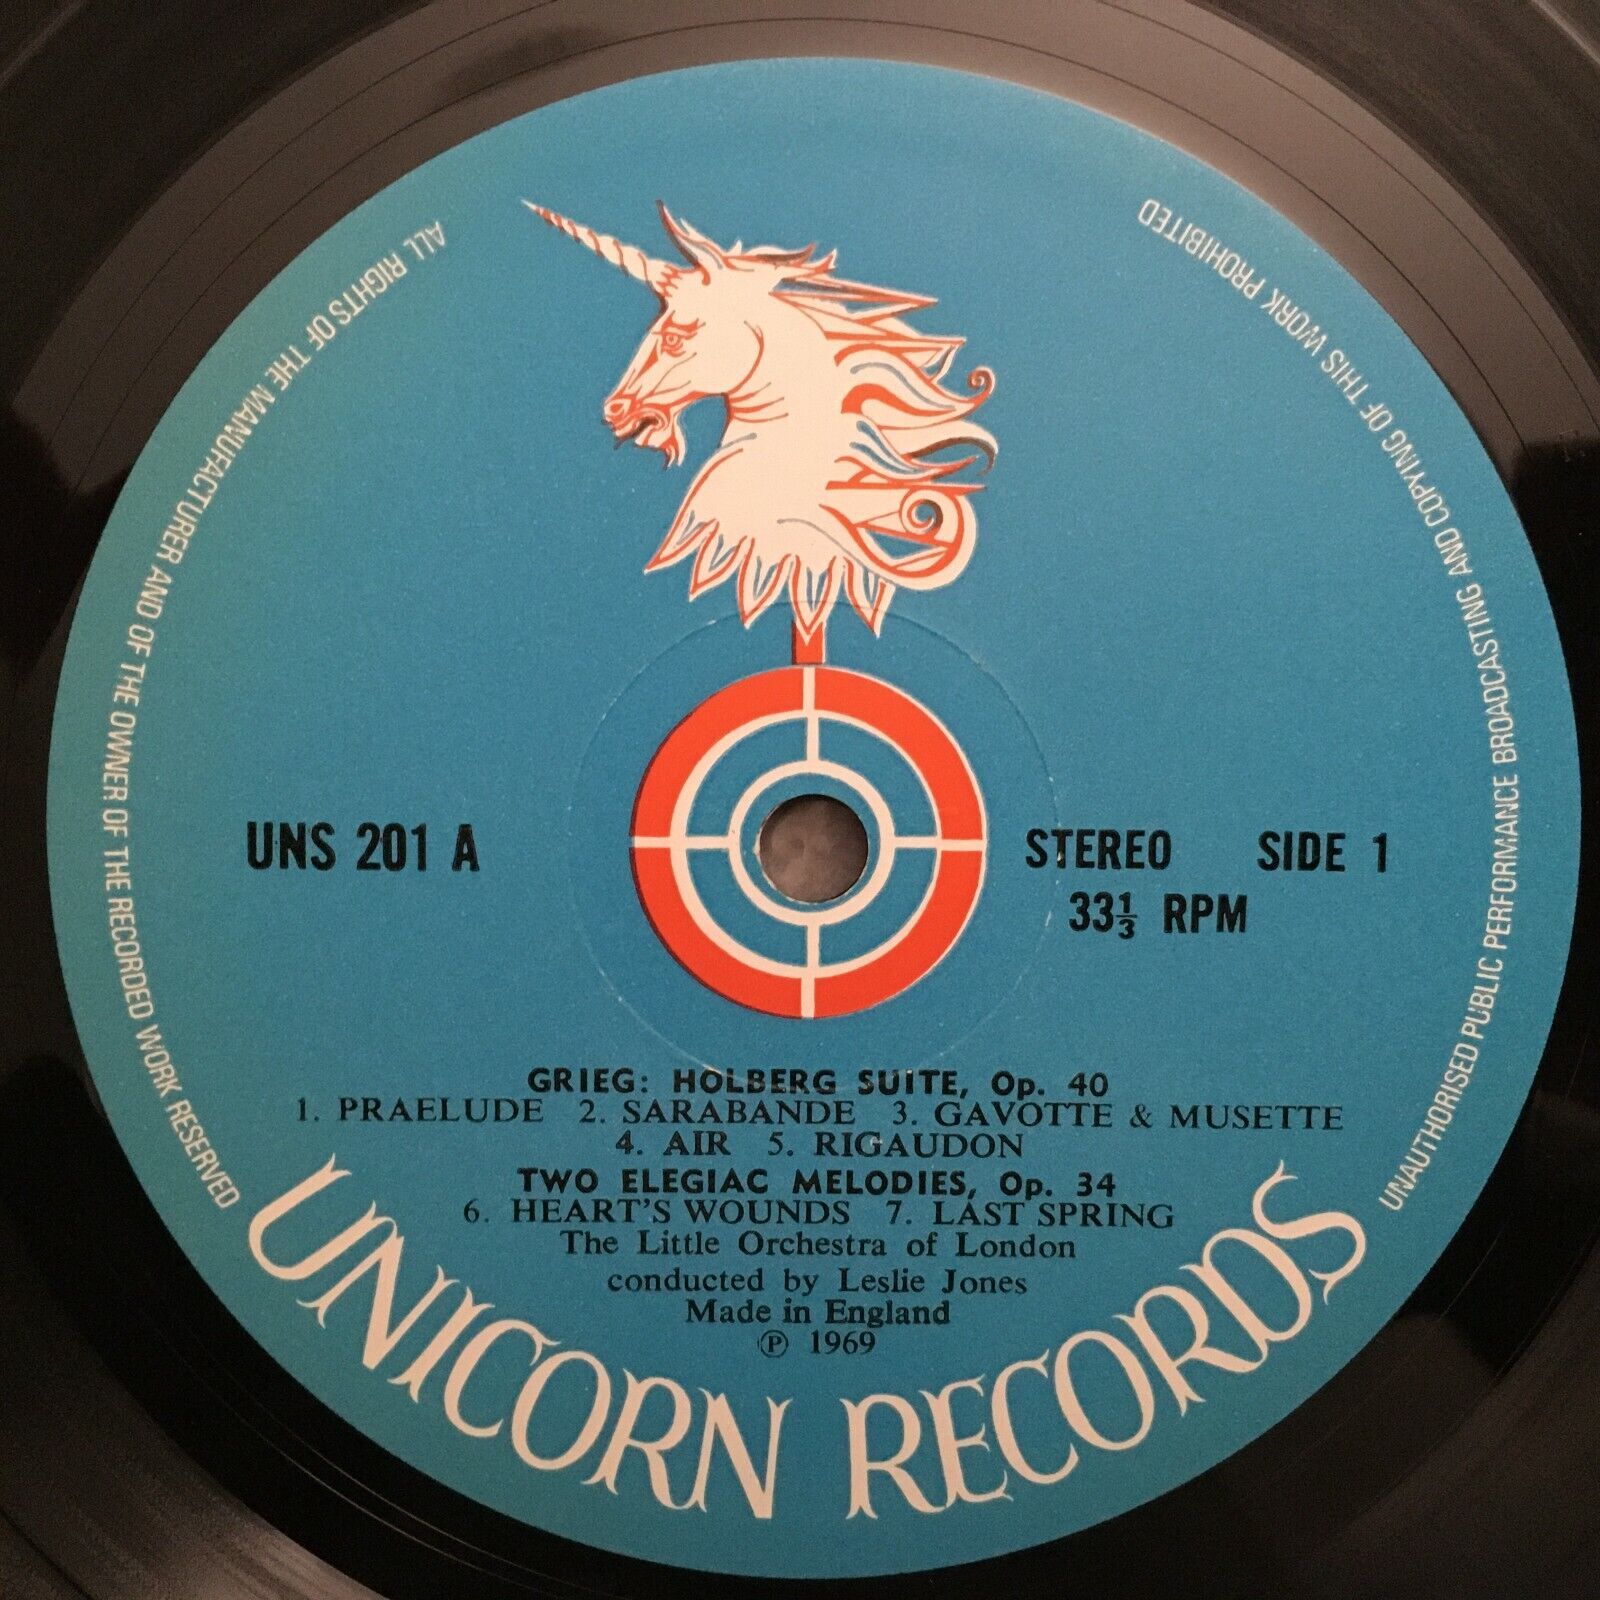 ALL RIGHTS OF THE MANUFACTURER AND OF THE OWNER OF THE RECORDED WORK RESERVED
UNAUTHORISED PUBLIC PERFORMANCE BROADCASTING AND COPYING OF THIS WORK PROHIBITED
UNS 201 A
STEREO SIDE 1
33⅓ RPM
GRIEG: HOLBERG SUITE, Op. 40
1. PRAELUDE 2. SARABANDE 3. GAVOTTE & MUSETTE
4. AIR 5. RIGAUDON
TWO ELEGIAC MELODIES, Op. 34
6. HEART'S WOUNDS 7. LAST SPRING
The Little Orchestra of London
conducted by Leslie Jones
Made in England
℗ 1969
UNICORN RECORDS